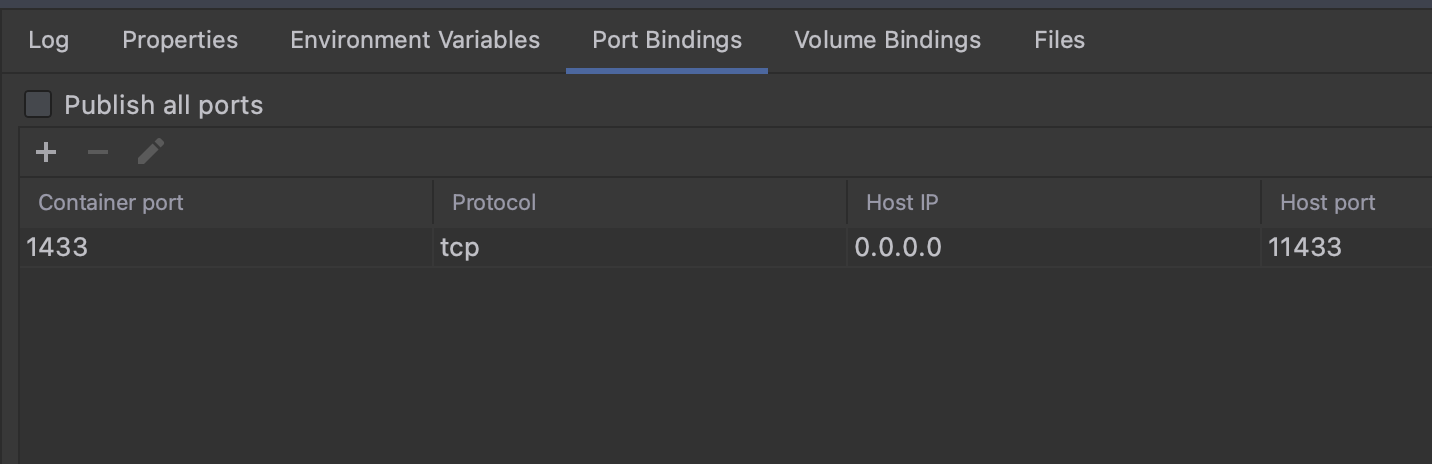 Log Properties Environment Variables Port Bindings Volume Bindings Files
Publish all ports
Container port Protocol Host IP Host port
1433 tcp 0.0.0.0 11433